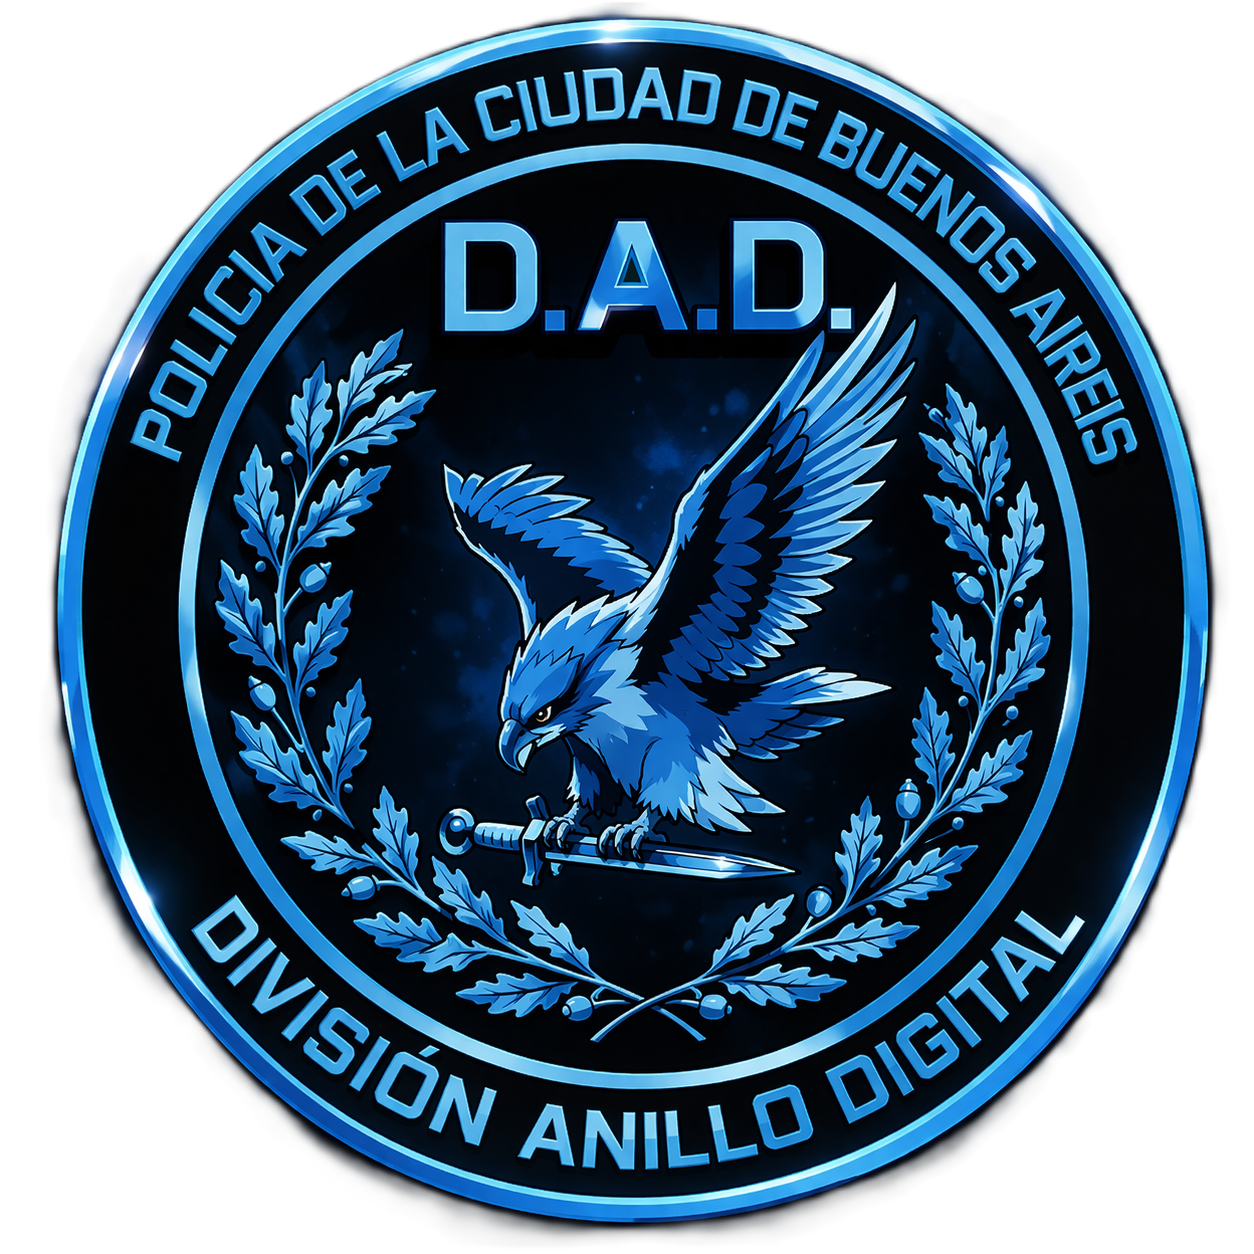 POLICIA DE LA CIUDAD DE BUENOS AIREIS
D.A.D.
DIVISIÓN ANILLO DIGITAL